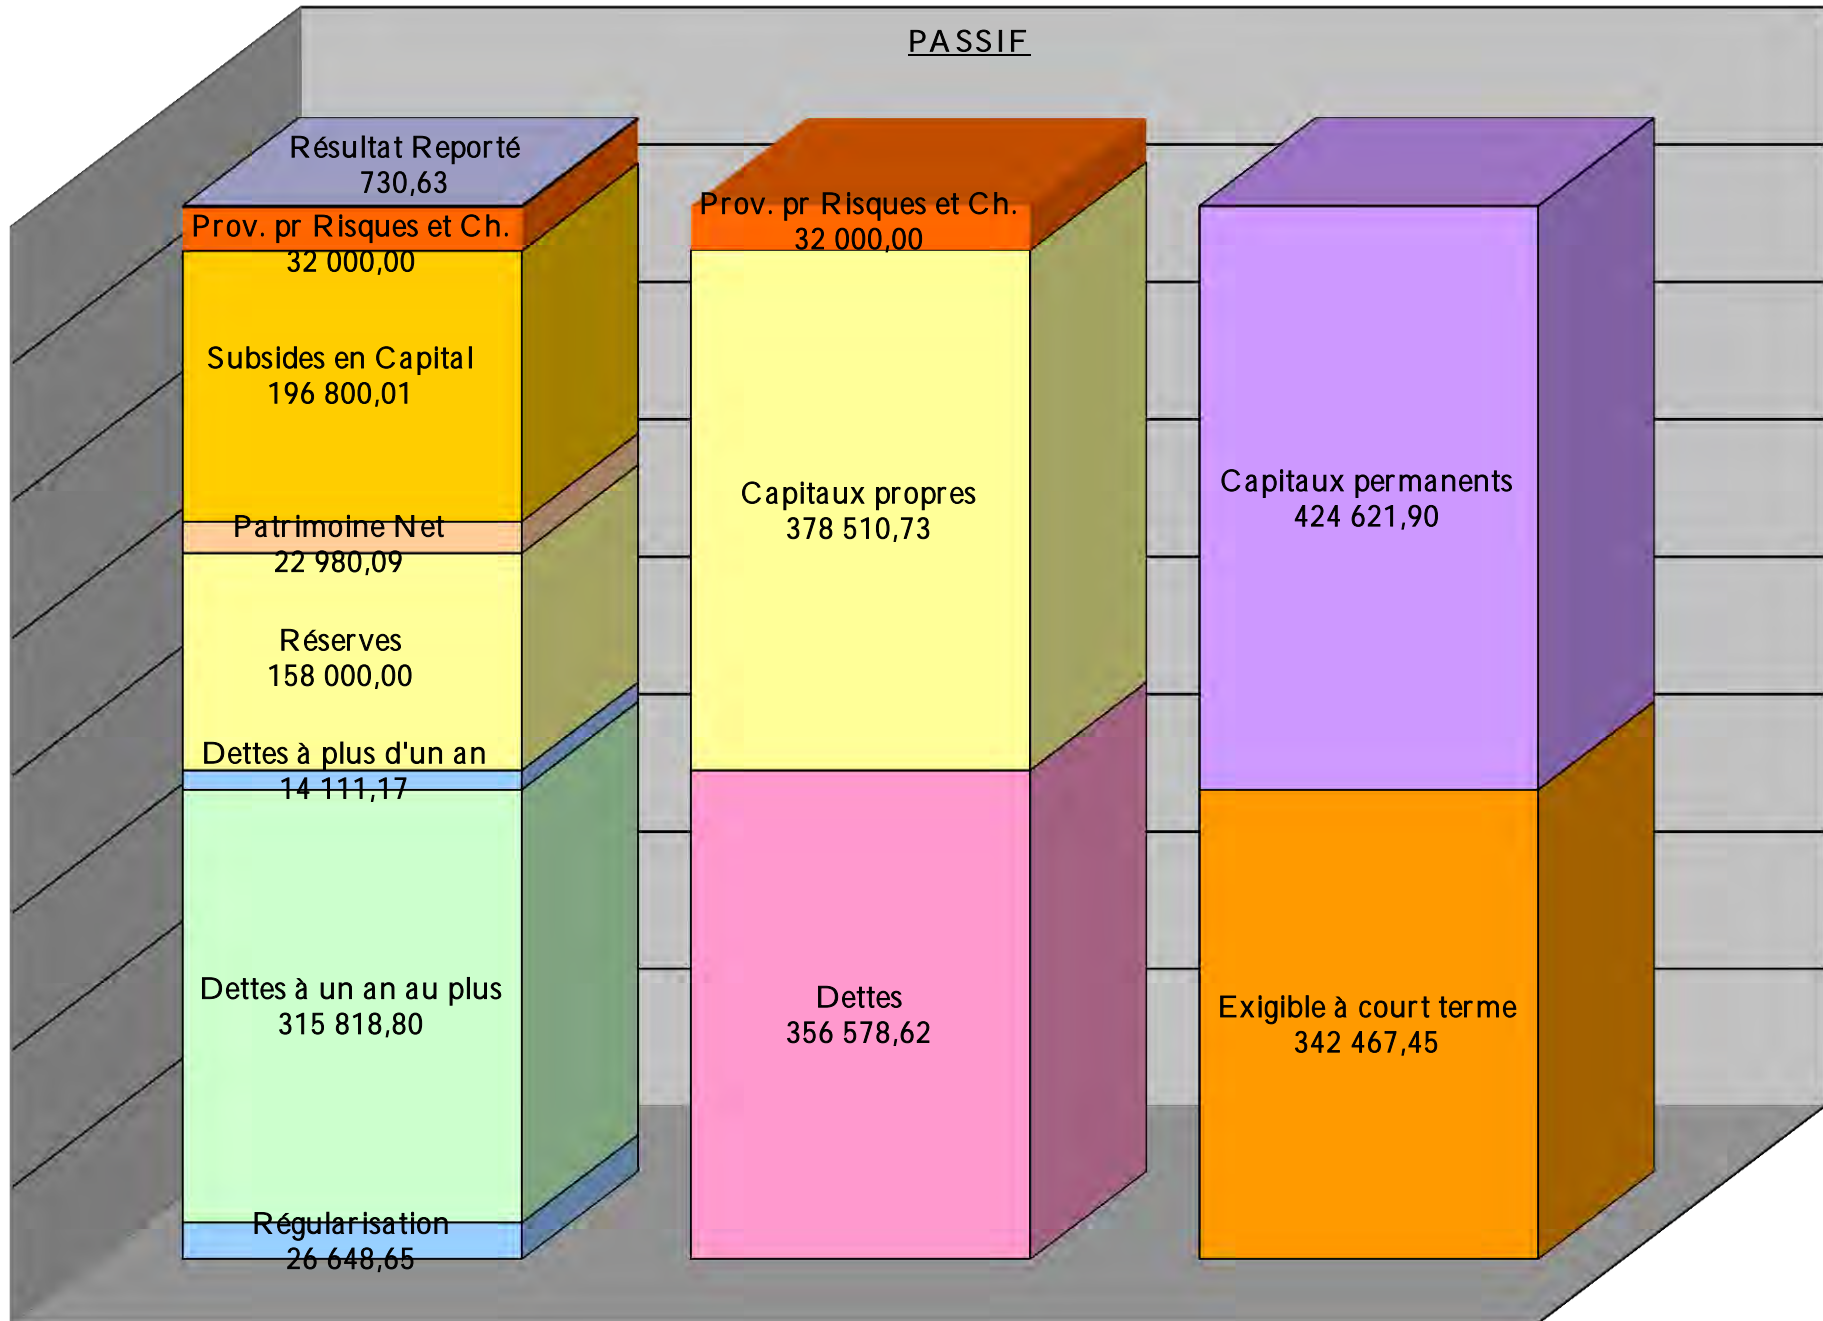 PASSIF
Résultat Reporté
730,63
Prov. pr Risques et Ch.
32 000,00
Subsides en Capital
196 800,01
Patrimoine Net
22 980,09
Réserves
158 000,00
Dettes à plus d'un an
14 111,17
Dettes à un an au plus
315 818,80
Régularisation
26 648,65
Prov. pr Risques et Ch.
32 000,00
Capitaux propres
378 510,73
Dettes
356 578,62
Capitaux permanents
424 621,90
Exigible à court terme
342 467,45